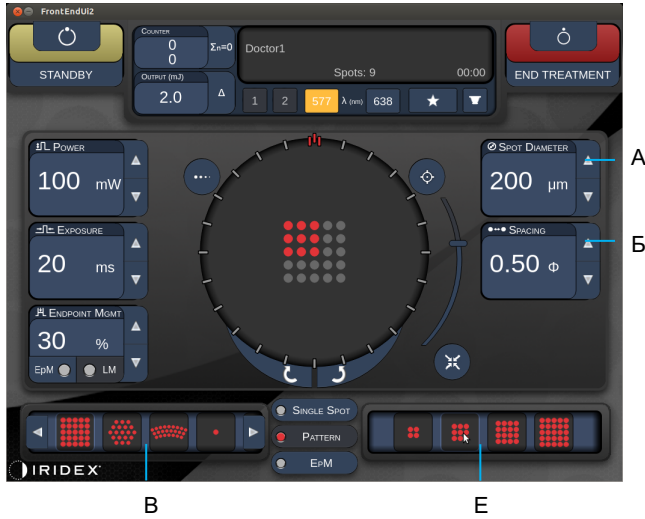 FrontEndUi2
STANDBY
COUNTER
0
0
Σn=0
OUTPUT (mJ)
2.0
Δ
Doctor1
Spots: 9
00:00
1 2 577 λ (nm) 638
END TREATMENT
POWER
100 mW
EXPOSURE
20 ms
ENDPOINT MGMT
30 %
EpM LM
SPOT DIAMETER
200 μm
SPACING
0.50 Φ
А
Б
SINGLE SPOT
PATTERN
EPM
IRIDEX
В
Е